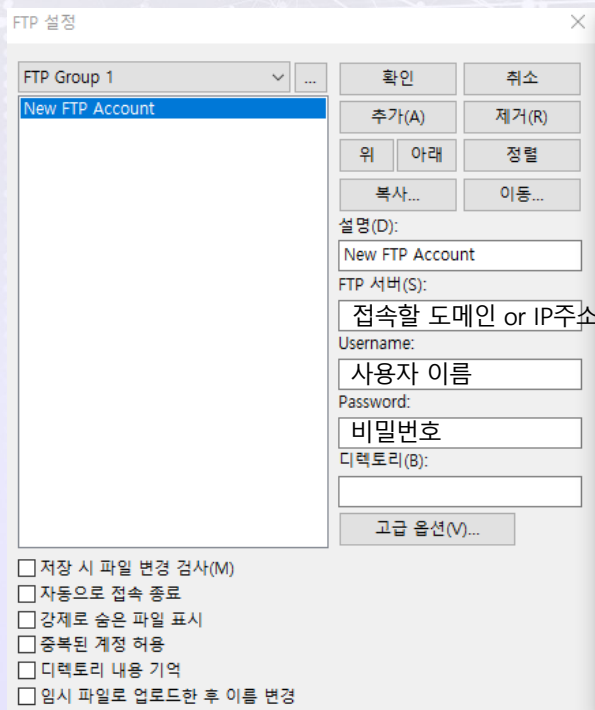 FTP 설정
FTP Group 1
...
확인
취소
New FTP Account
추가(A)
제거(R)
위
아래
정렬
복사...
이동...
설명(D):
New FTP Account
FTP 서버(S):
접속할 도메인 or IP주소
Username:
사용자 이름
Password:
비밀번호
디렉토리(B):
고급 옵션(V)...
저장 시 파일 변경 검사(M)
자동으로 접속 종료
강제로 숨은 파일 표시
중복된 계정 허용
디렉토리 내용 기억
임시 파일로 업로드한 후 이름 변경